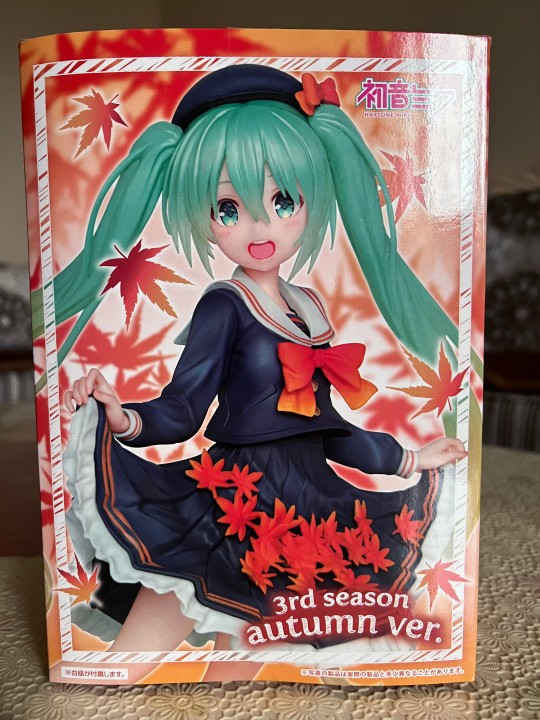 初音ミク
HATSUNE MIKU
3rd season
autumn ver.
※台座が付属します。
※写真の製品は実際の製品と多少異なることがあります。